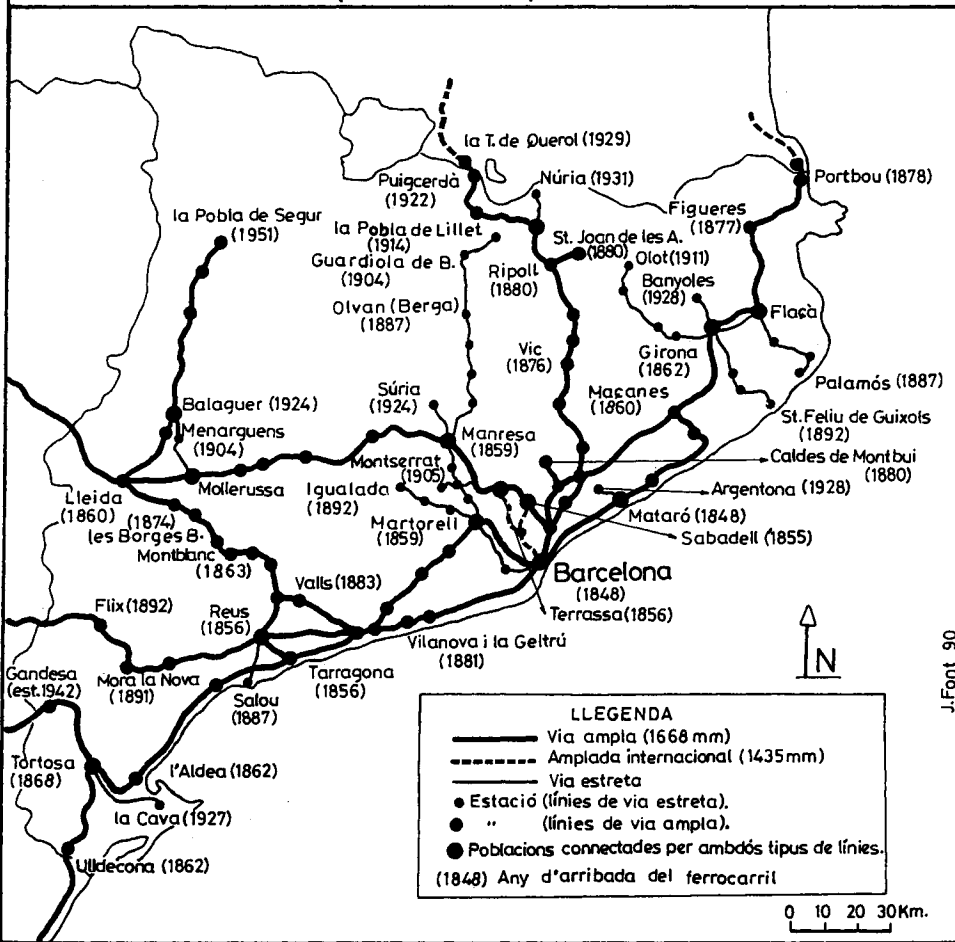 la T. de Querol (1929)
Puigcerdà
(1922)
Núria (1931)
Portbou (1878)
la Pobla de Segur
(1951)
la Pobla de Lillet
(1914)
Figueres
(1877)
St. Joan de les A.
(1880)
Guardiola de B.
(1904)
Ripoll
(1880)
Olot (1911)
Banyoles
(1928)
Olvan (Berga)
(1887)
Flaçà
Vic
(1876)
Girona
(1862)
Palamós (1887)
Súria
(1924)
Maçanes
(1860)
St. Feliu de Guixols
(1892)
Balaguer (1924)
Menarguens
(1904)
Manresa
(1859)
Caldes de Montbui
(1880)
Montserrat
(1905)
Mollerussa
Igualada
(1892)
Argentona (1928)
Lleida
(1860)
Martorell
(1859)
Mataró (1848)
(1874)
les Borges B.
Sabadell (1855)
Montblanc
(1863)
Barcelona
(1848)
Valls (1883)
Terrassa (1856)
Flix (1892)
Reus
(1856)
Vilanova i la Geltrú
(1881)
Mora la Nova
(1891)
Tarragona
(1856)
Gandesa
(est.1942)
Salou
(1887)
N
J.Font 90
Tortosa
(1868)
l'Aldea (1862)
la Cava (1927)
Ulldecona (1862)
LLEGENDA
Via ampla (1668 mm)
Amplada internacional (1435mm)
Via estreta
Estació (línies de via estreta).
" (línies de via ampla).
Poblacions connectades per ambdós tipus de línies.
(1848) Any d'arribada del ferrocarril
0 10 20 30Km.